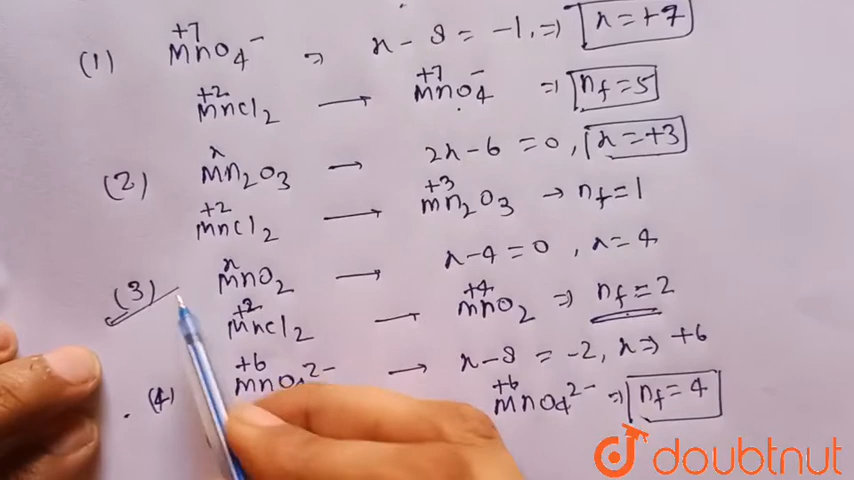 (1) +7 MnO4⁻ ⇒ x - 8 = -1, ⇒ x = +7
+2 MnCl2 → +7 MnO4⁻ ⇒ nf = 5
(2) x Mn2O3 → 2x - 6 = 0, x = +3
+2 MnCl2 → +3 Mn2O3 → nf = 1
(3) x MnO2 → x - 4 = 0, x = 4
+2 MnCl2 → +4 MnO2 ⇒ nf = 2
(4) +6 MnO4²⁻ → x - 8 = -2, x ⇒ +6
+6 MnO4²⁻ ⇒ nf = 4
doubtnut